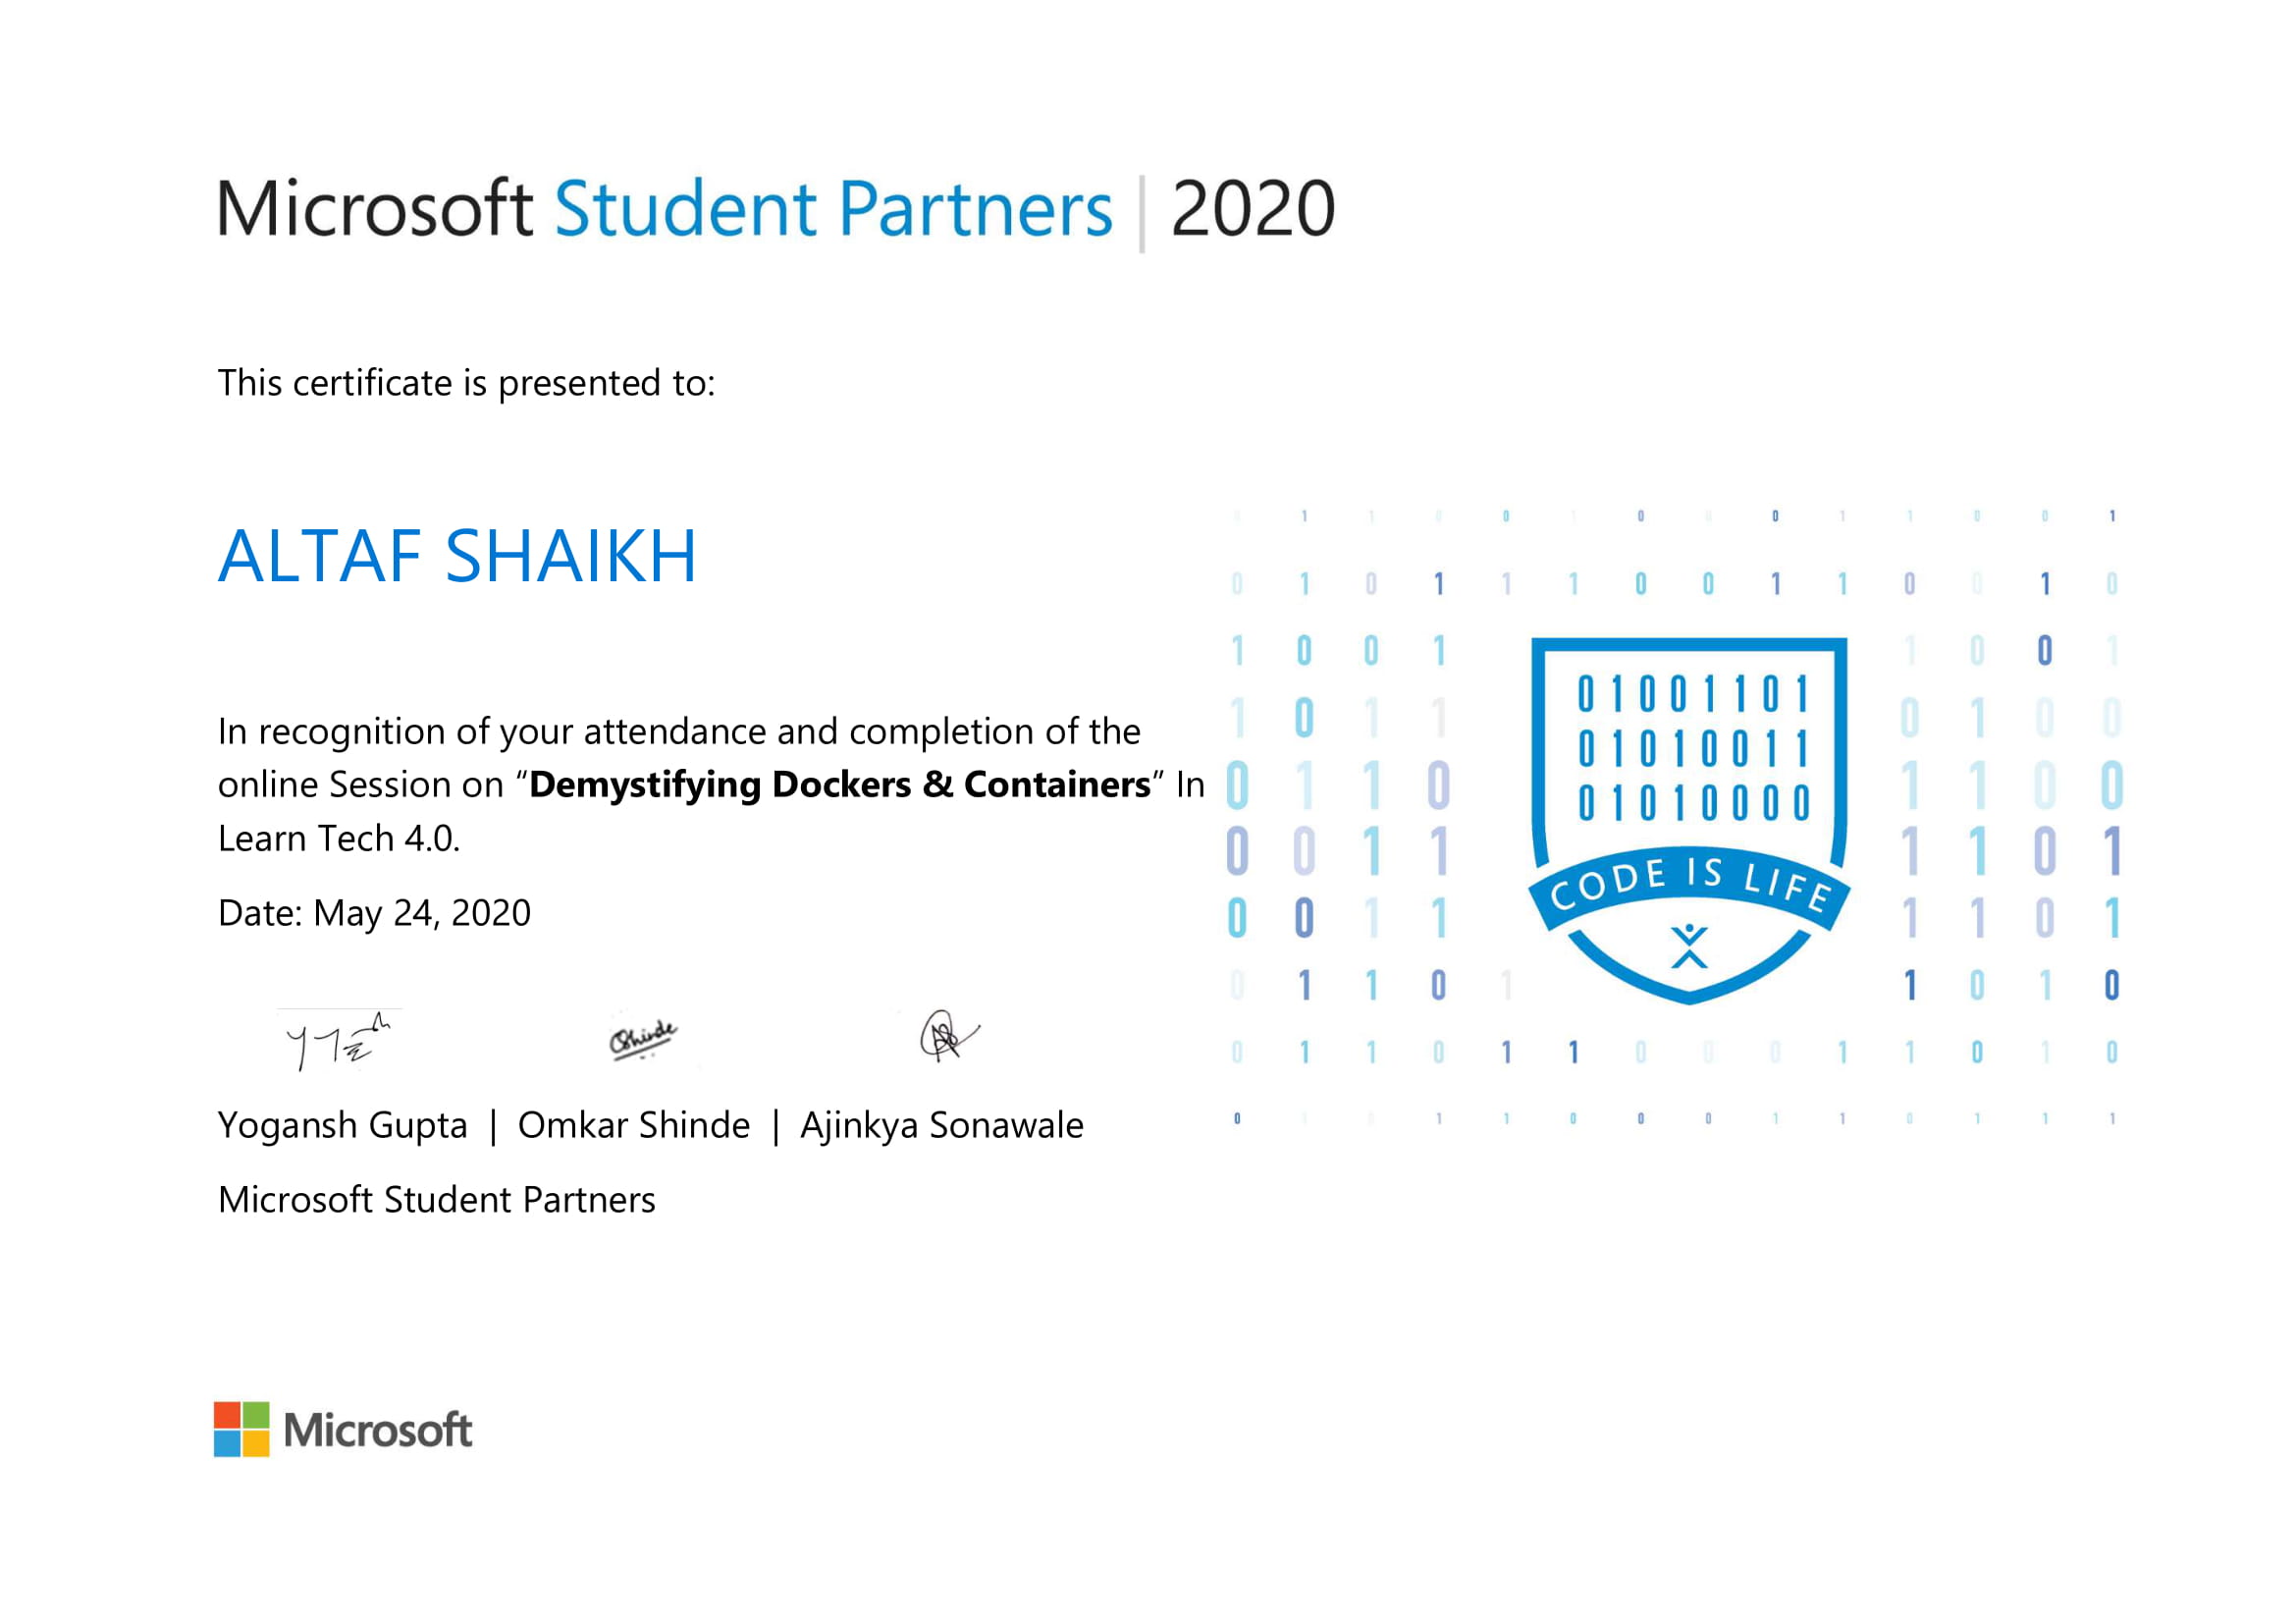 Microsoft Student Partners | 2020
This certificate is presented to:
ALTAF SHAIKH
In recognition of your attendance and completion of the
online Session on “Demystifying Dockers & Containers” In
Learn Tech 4.0.
Date: May 24, 2020
Shinde
Yogansh Gupta | Omkar Shinde | Ajinkya Sonawale
Microsoft Student Partners
01001101
01010011
01010000
CODE IS LIFE
Microsoft